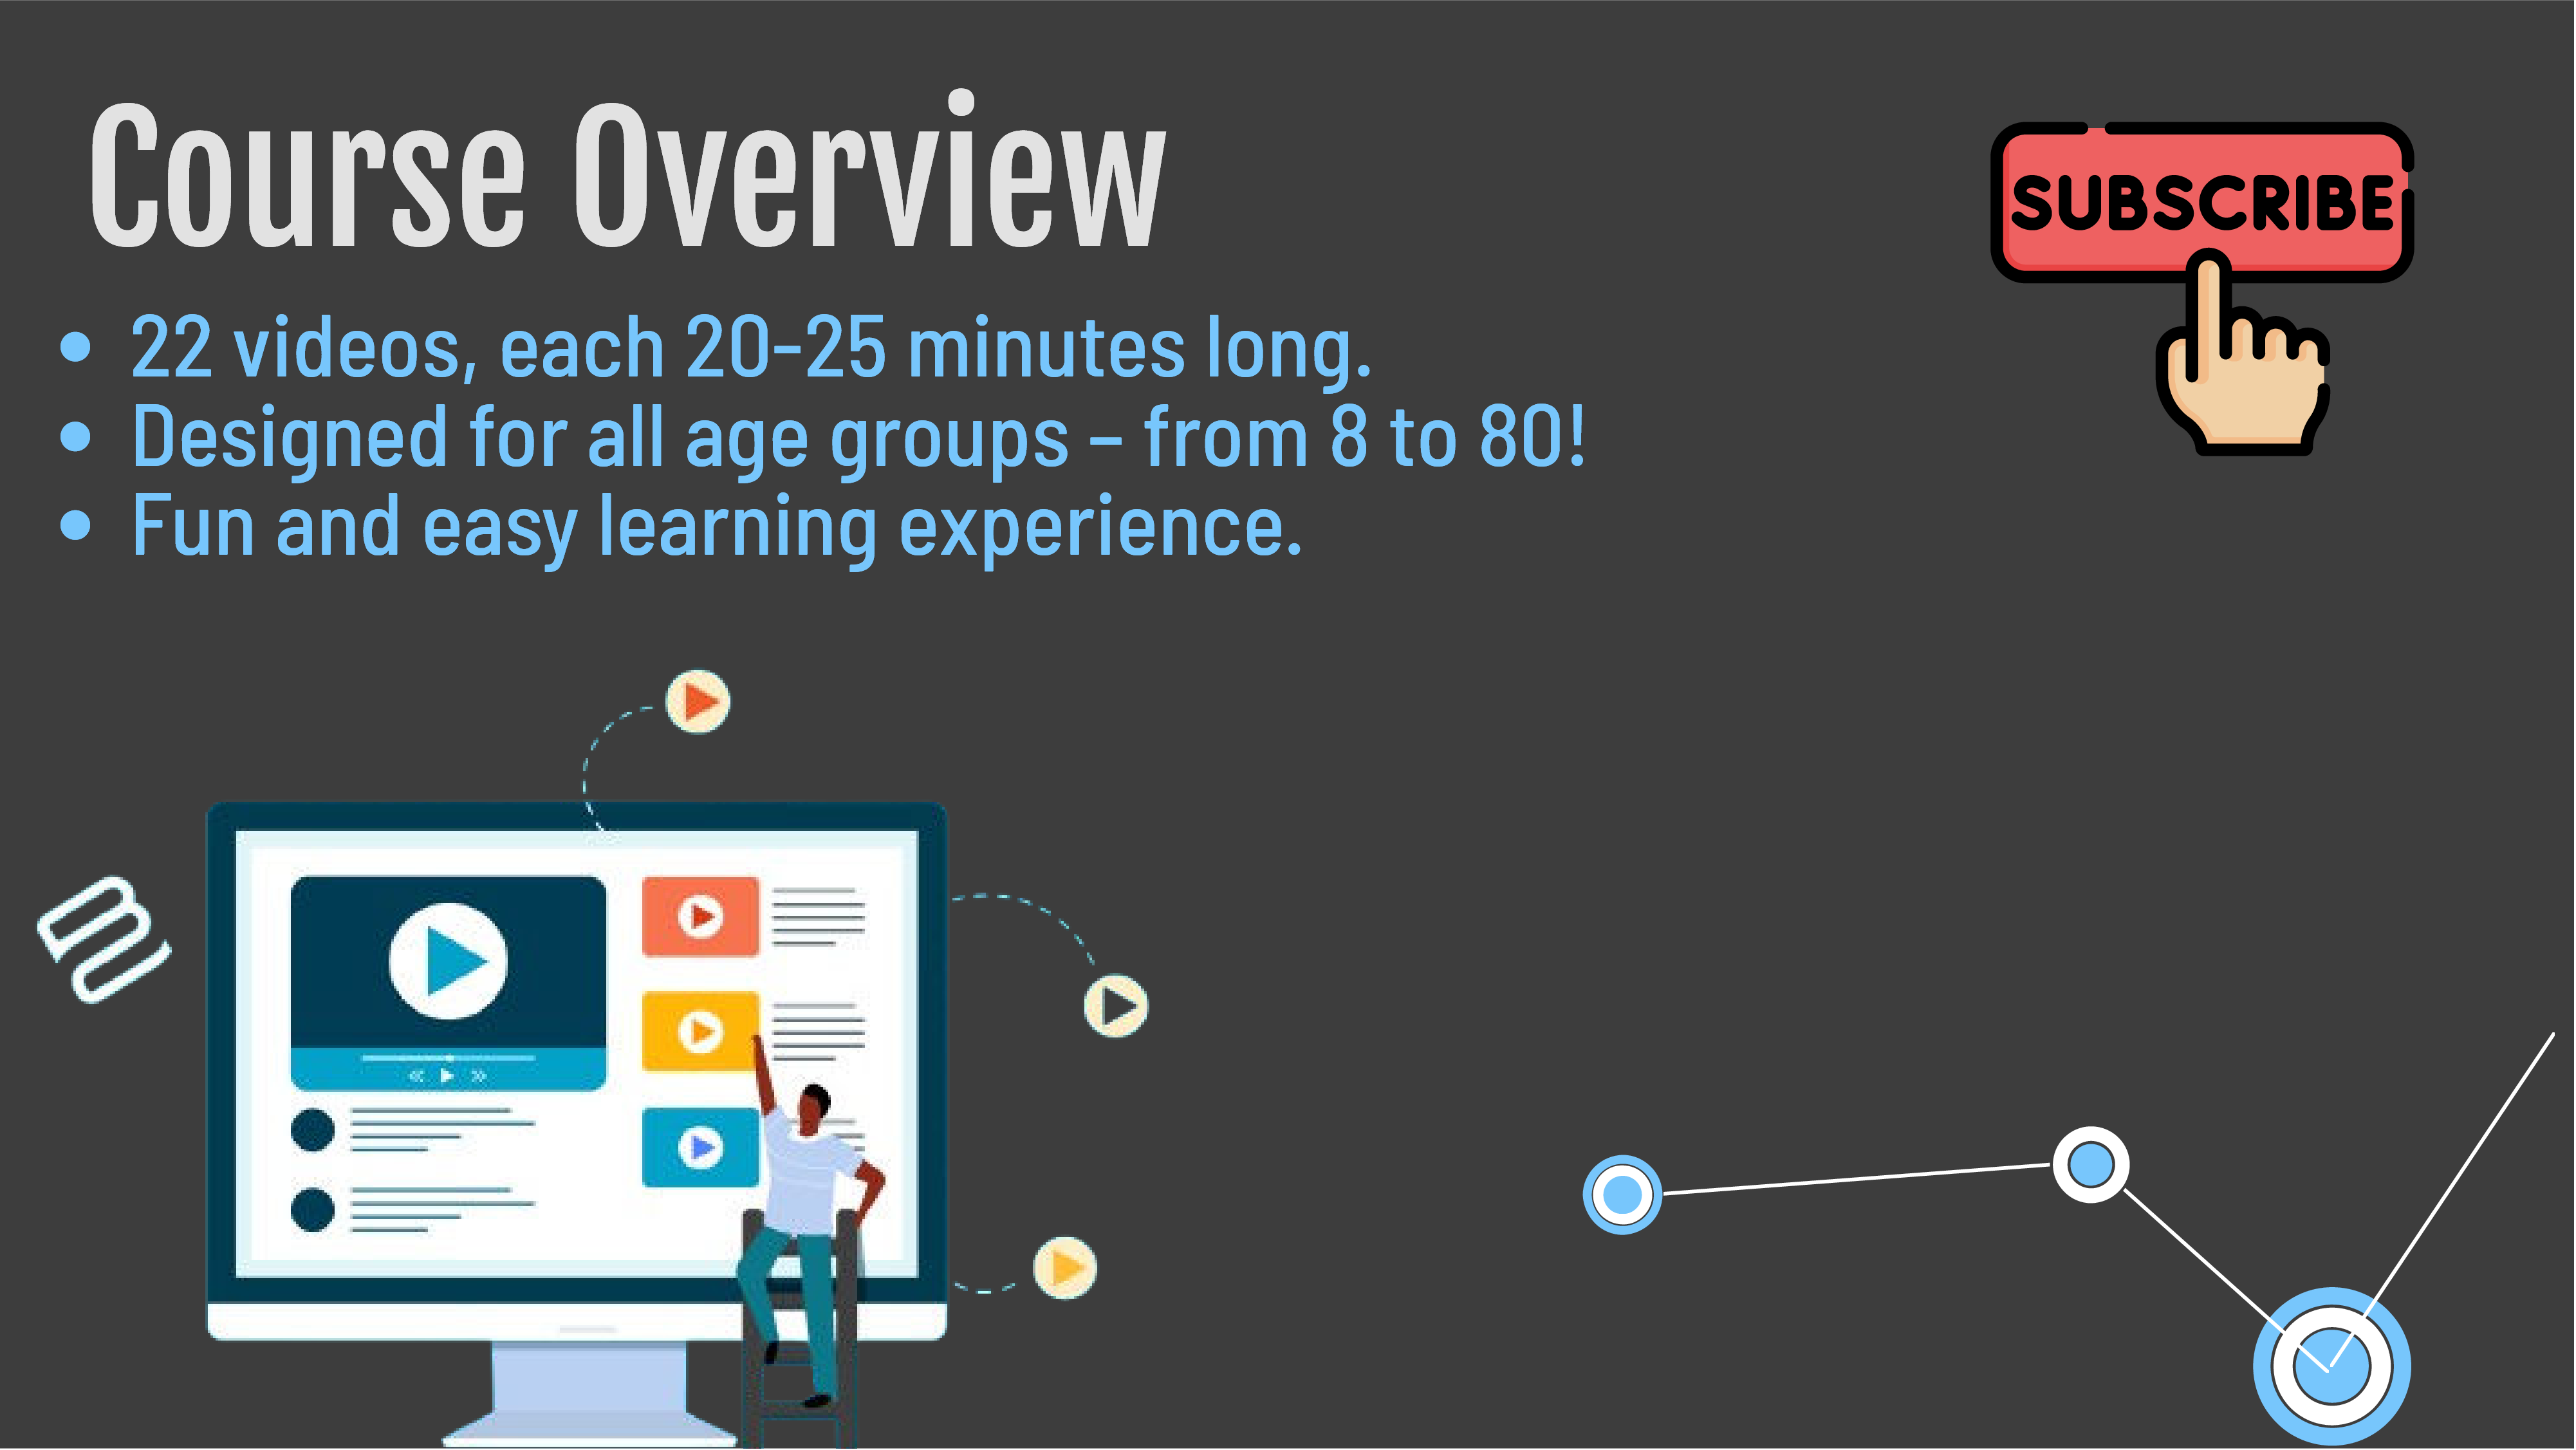 Course Overview
SUBSCRIBE
• 22 videos, each 20-25 minutes long.
• Designed for all age groups – from 8 to 80!
• Fun and easy learning experience.